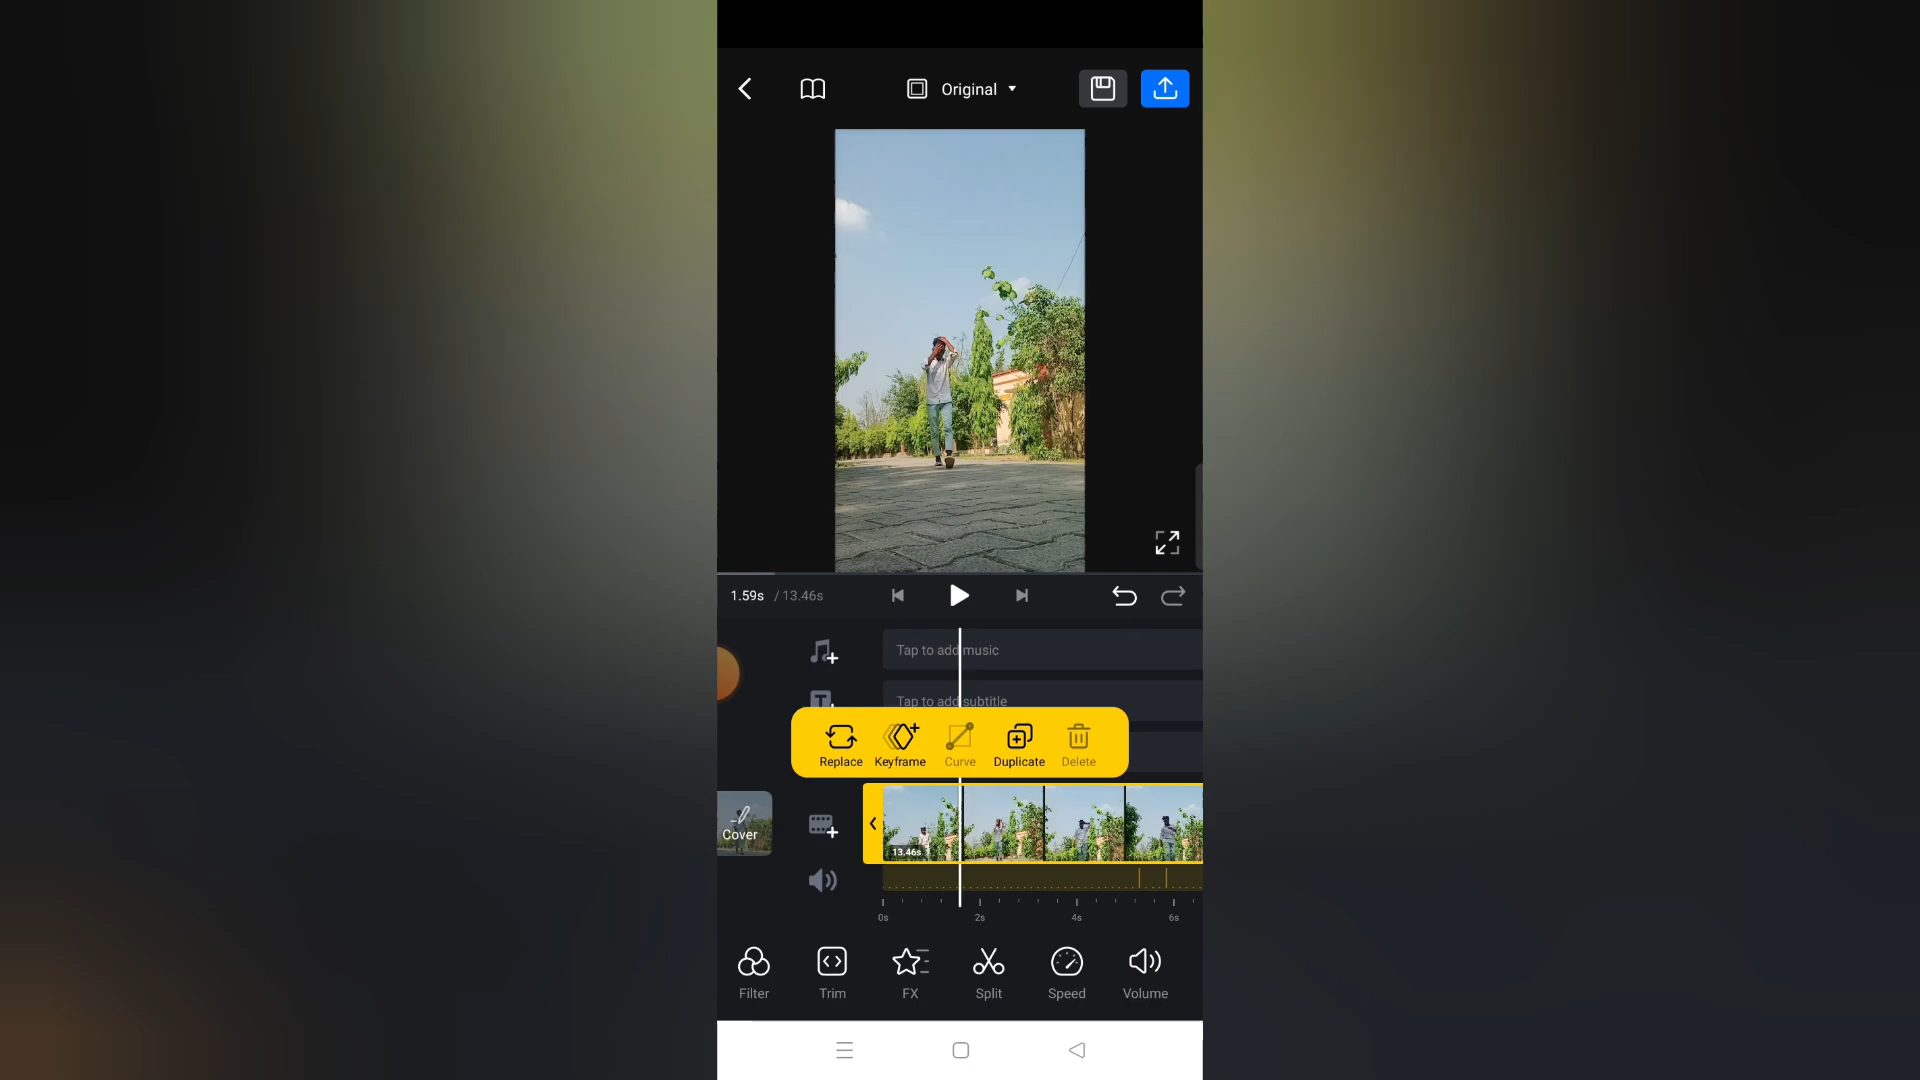 Original
1.59s / 13.46s
Tap to add music
Tap to add subtitle
Replace Keyframe Curve Duplicate Delete
Cover
13.46s
0s 2s 4s 6s
Filter Trim FX Split Speed Volume